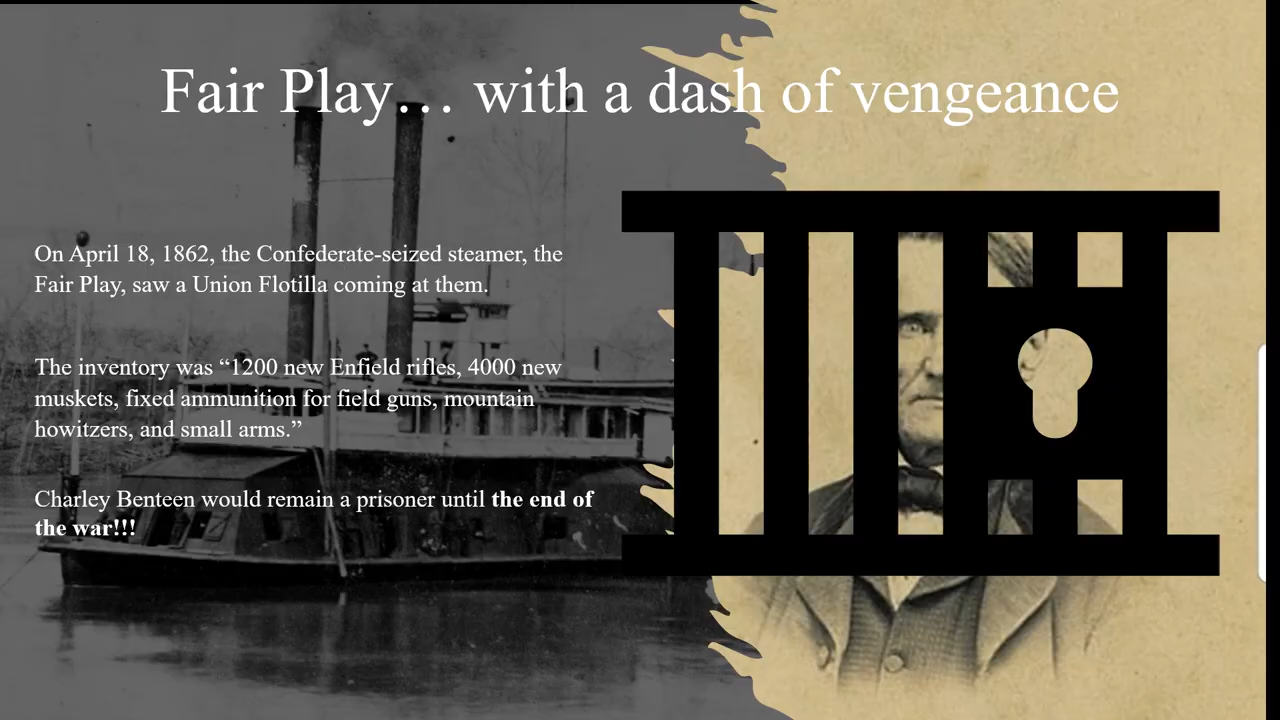 Fair Play… with a dash of vengeance
On April 18, 1862, the Confederate-seized steamer, the
Fair Play, saw a Union Flotilla coming at them.
The inventory was “1200 new Enfield rifles, 4000 new
muskets, fixed ammunition for field guns, mountain
howitzers, and small arms.”
Charley Benteen would remain a prisoner until the end of
the war!!!